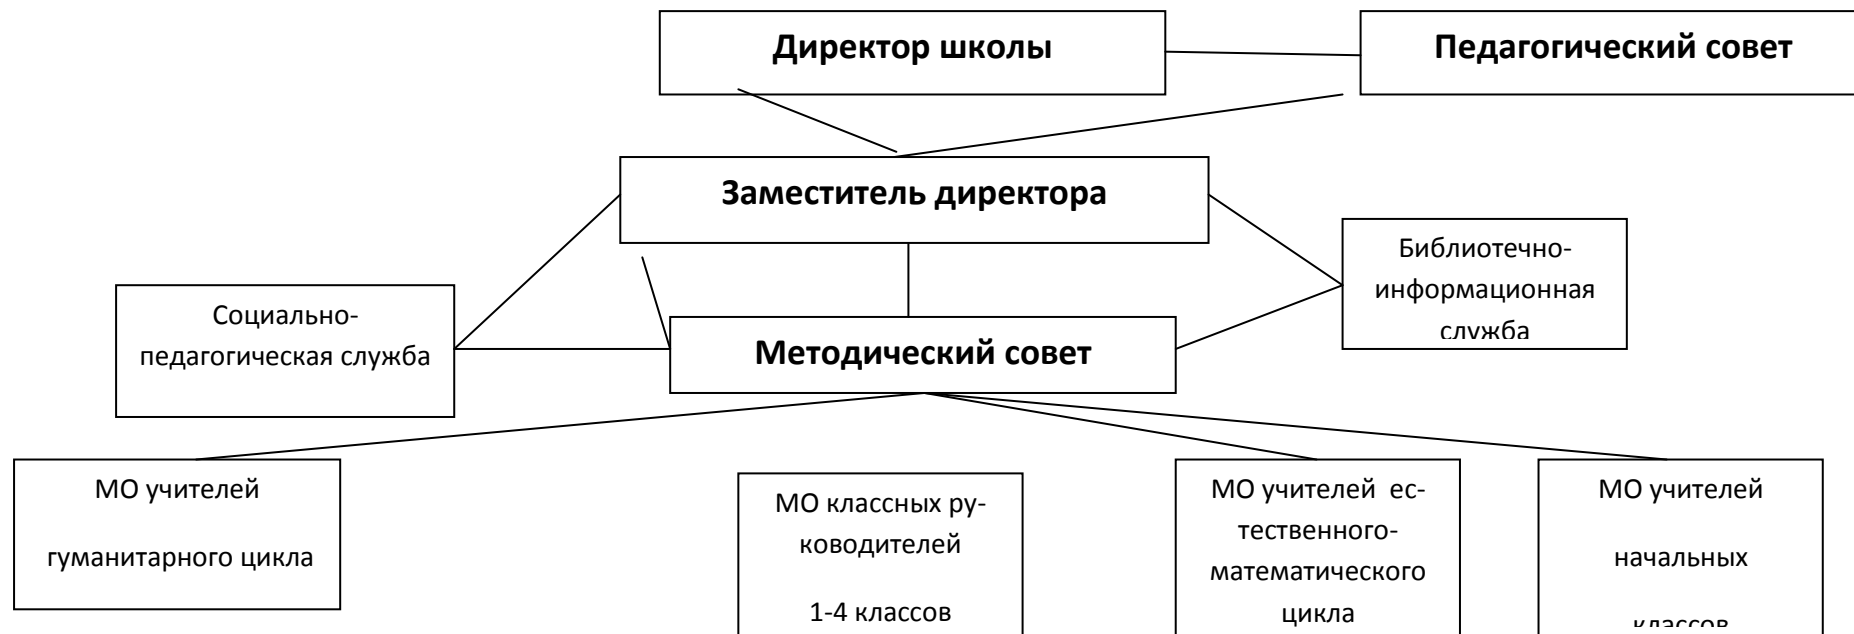 Директор школы
Педагогический совет
Заместитель директора
Библиотечно-
информационная
служба
Социально-
педагогическая служба
Методический совет
МО учителей
гуманитарного цикла
МО классных ру-
ководителей
1-4 классов
МО учителей  ес-
тественного-
математического
цикла
МО учителей
начальных
классов